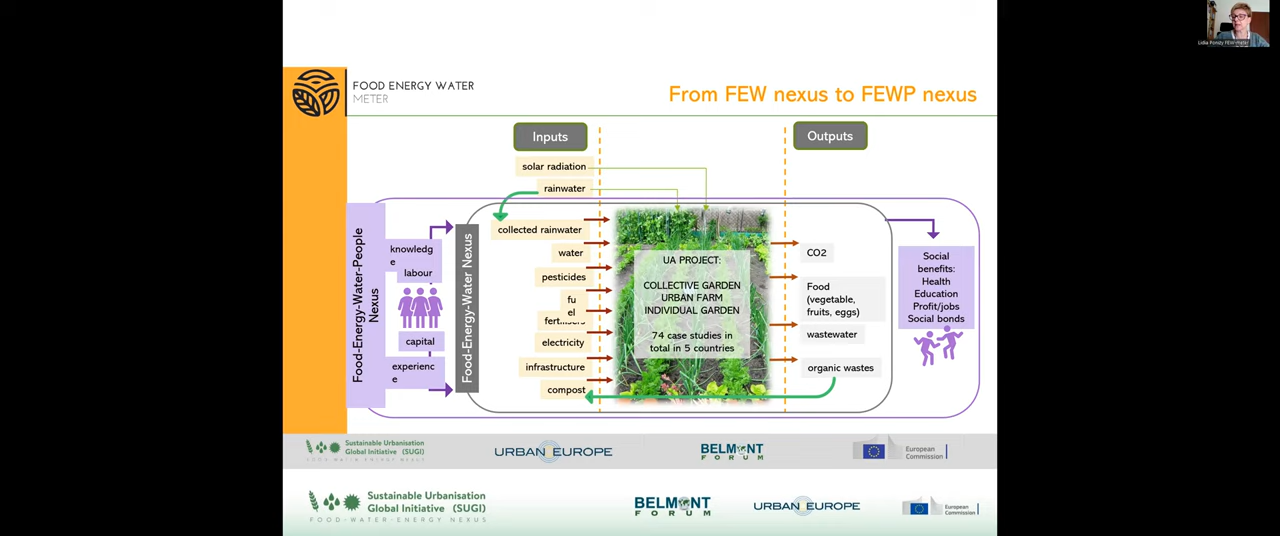 FOOD ENERGY WATER
METER
From FEW nexus to FEWP nexus
Inputs
Outputs
solar radiation
rainwater
collected rainwater
water
pesticides
fu
el
fertilisers
electricity
infrastructure
compost
Food-Energy-Water-People
Nexus
knowledg
e
labour
capital
experienc
e
Food-Energy-Water Nexus
UA PROJECT:
COLLECTIVE GARDEN
URBAN FARM
INDIVIDUAL GARDEN
74 case studies in
total in 5 countries
CO2
Food
(vegetable,
fruits, eggs)
wastewater
organic wastes
Social
benefits:
Health
Education
Profit/jobs
Social bonds
Sustainable Urbanisation
Global Initiative (SUGI)
FOOD-WATER-ENERGY NEXUS
URBAN EUROPE
BELMONT
FORUM
European
Commission
Sustainable Urbanisation
Global Initiative (SUGI)
FOOD-WATER-ENERGY NEXUS
BELMONT
FORUM
URBAN EUROPE
European
Commission